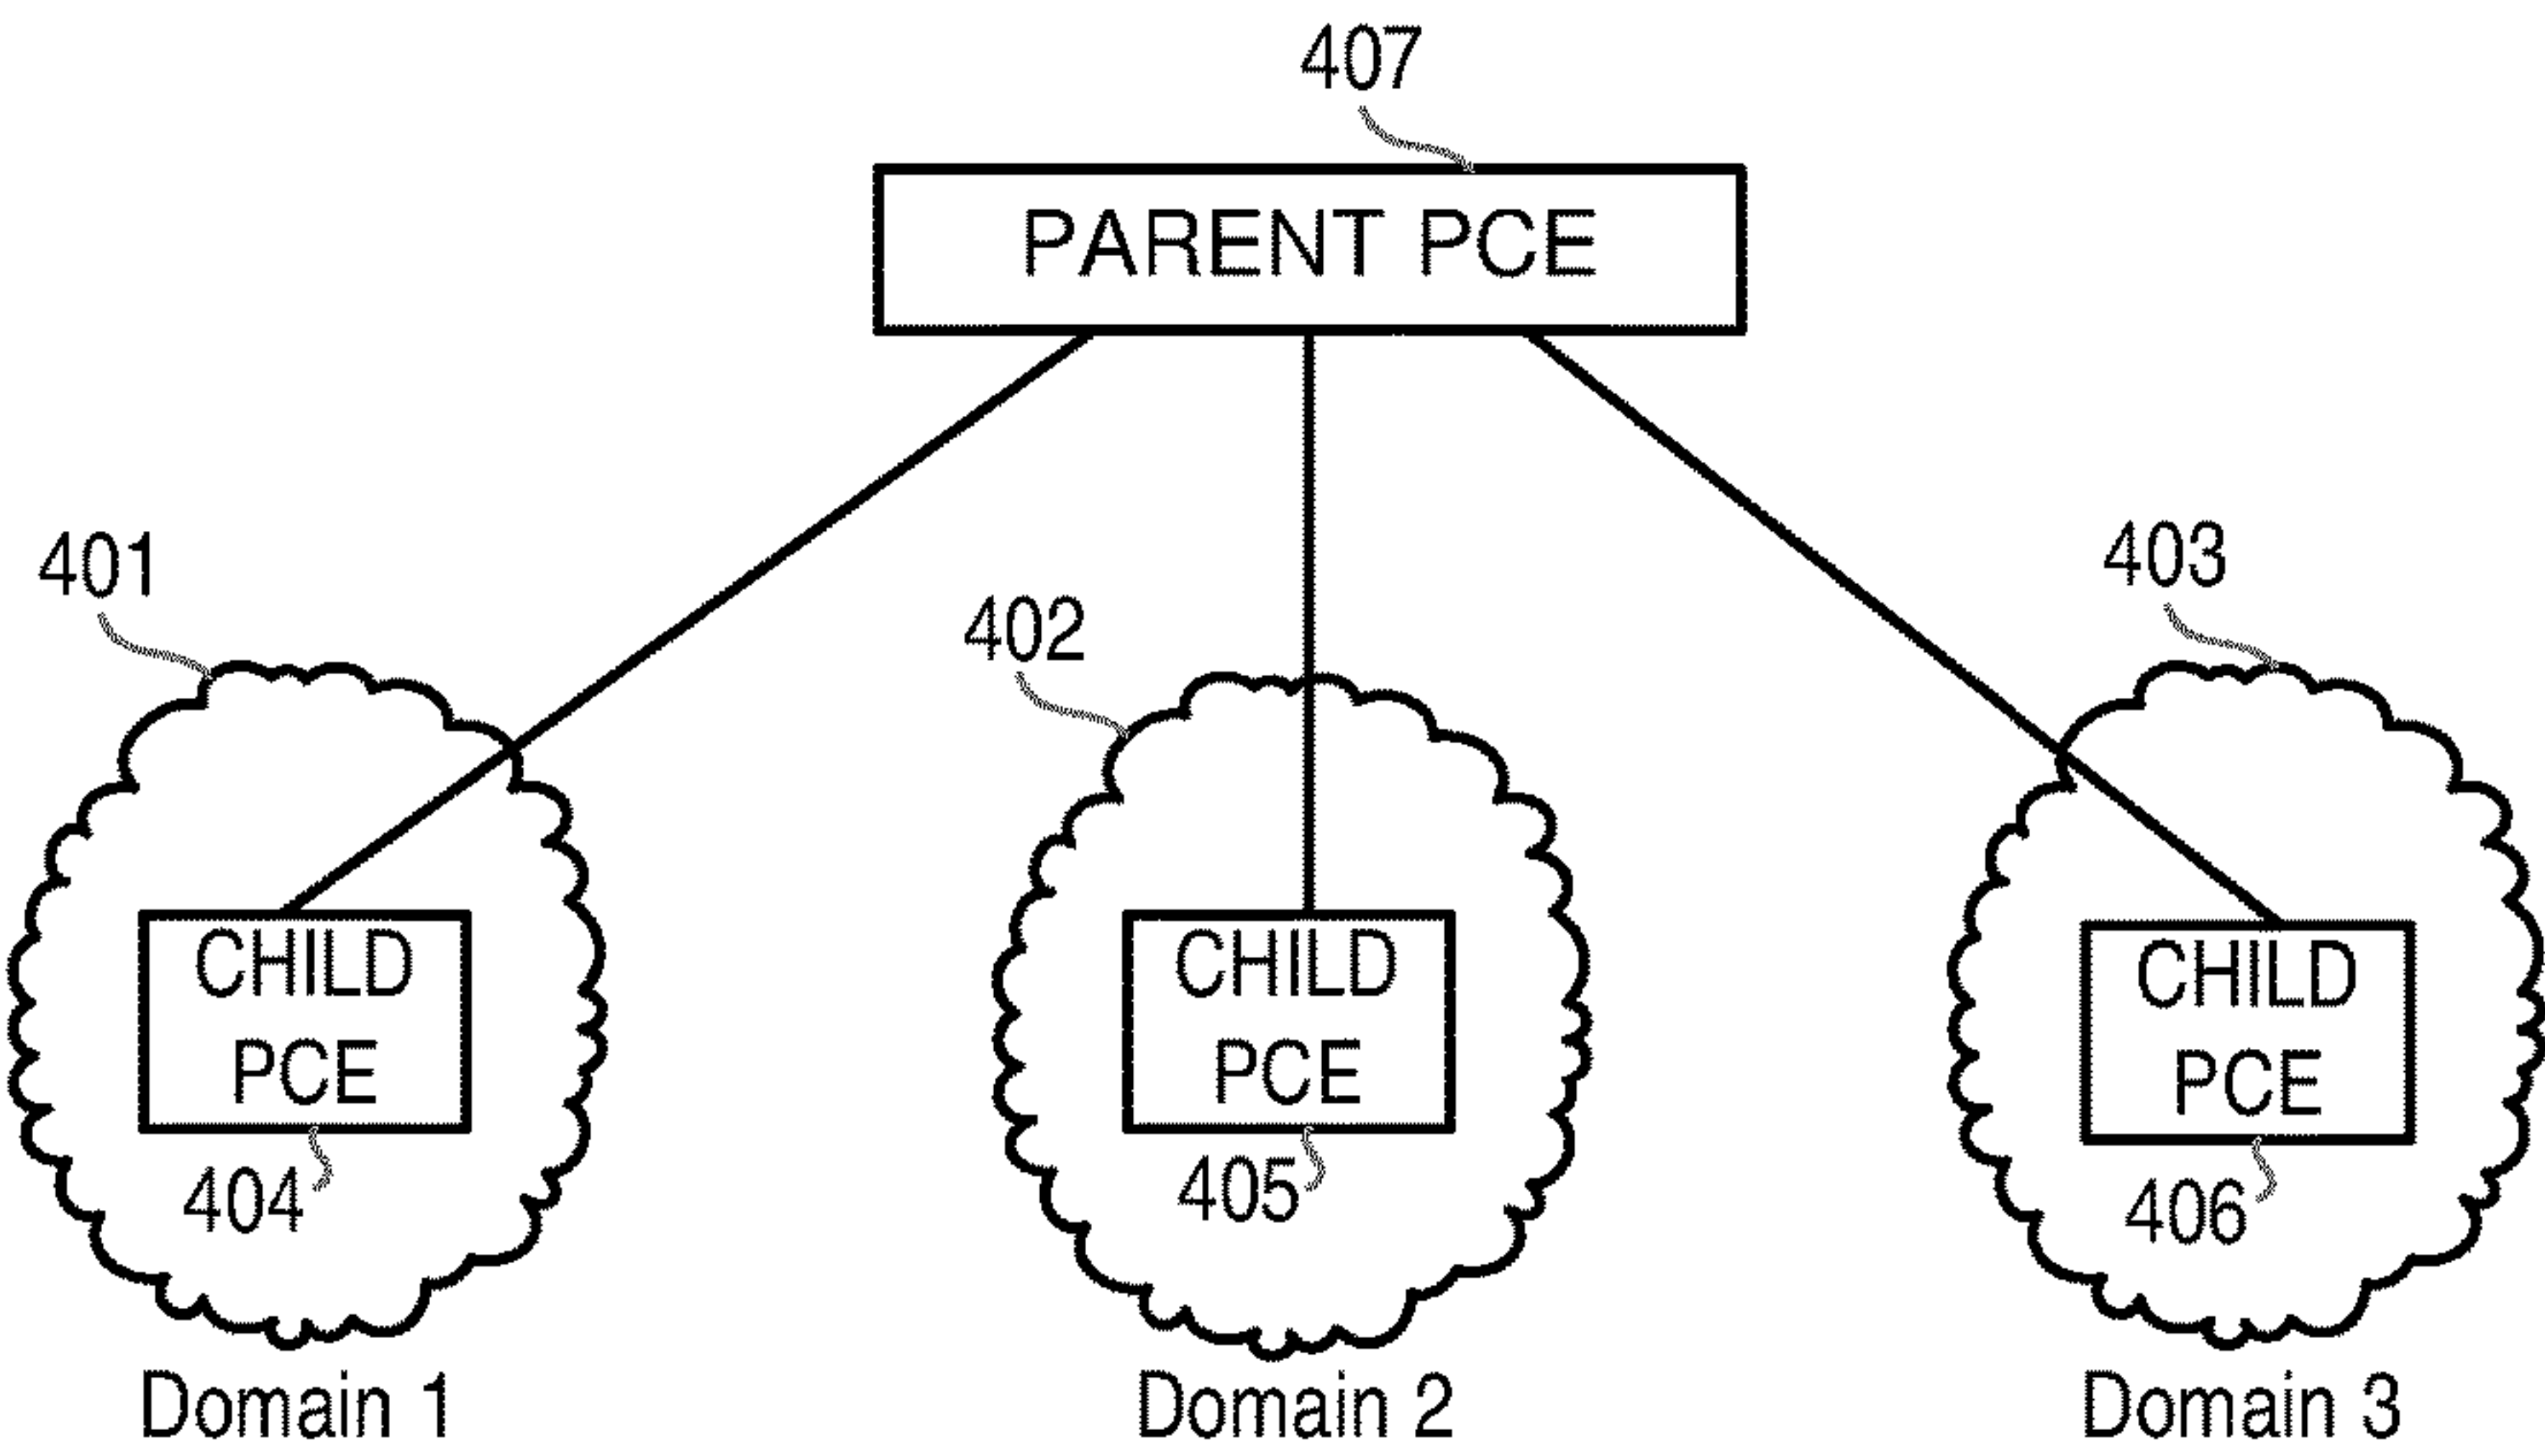 407
PARENT PCE
401
402
403
CHILD
PCE
404
CHILD
PCE
405
CHILD
PCE
406
Domain 1
Domain 2
Domain 3